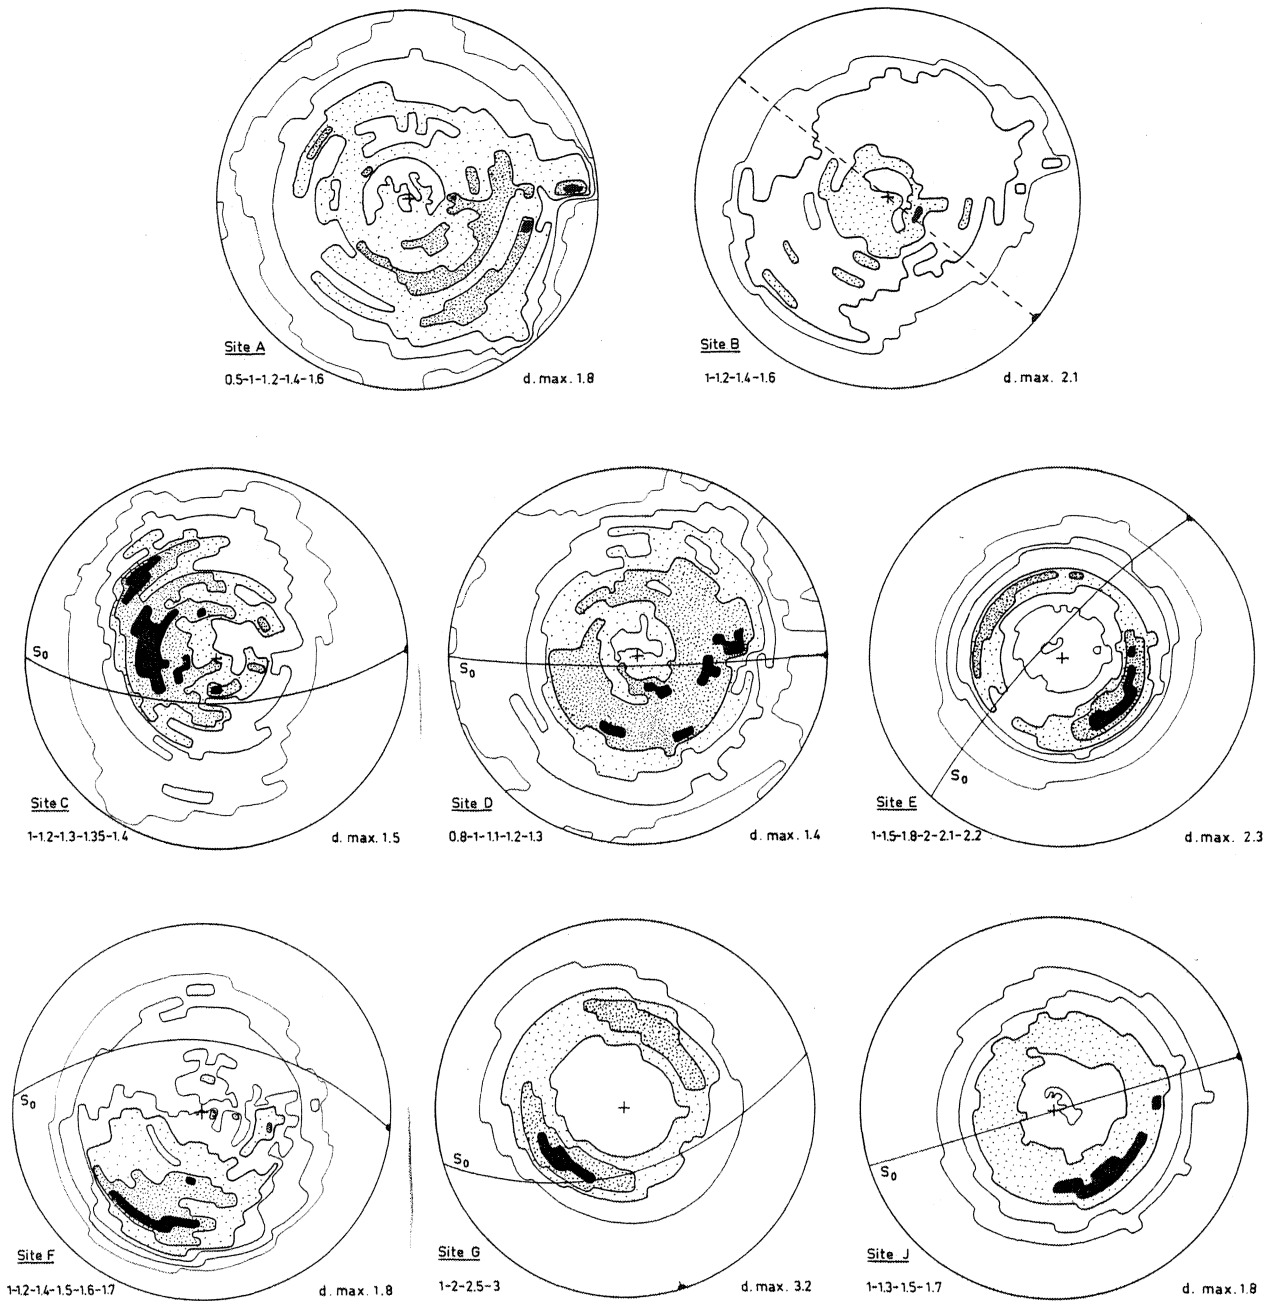 Site A
0.5-1-1.2-1.4-1.6 d. max. 1.8
Site B
1-1.2-1.4-1.6 d. max. 2.1
S₀
S₀
S₀
Site C
1-1.2-1.3-1.35-1.4 d. max. 1.5
Site D
0.8-1-1.1-1.2-1.3 d. max. 1.4
Site E
1-1.5-1.8-2-2.1-2.2 d. max. 2.3
S₀
S₀
S₀
Site F
1-1.2-1.4-1.5-1.6-1.7 d. max. 1.8
Site G
1-2-2.5-3 d. max. 3.2
Site J
1-1.3-1.5-1.7 d. max. 1.8